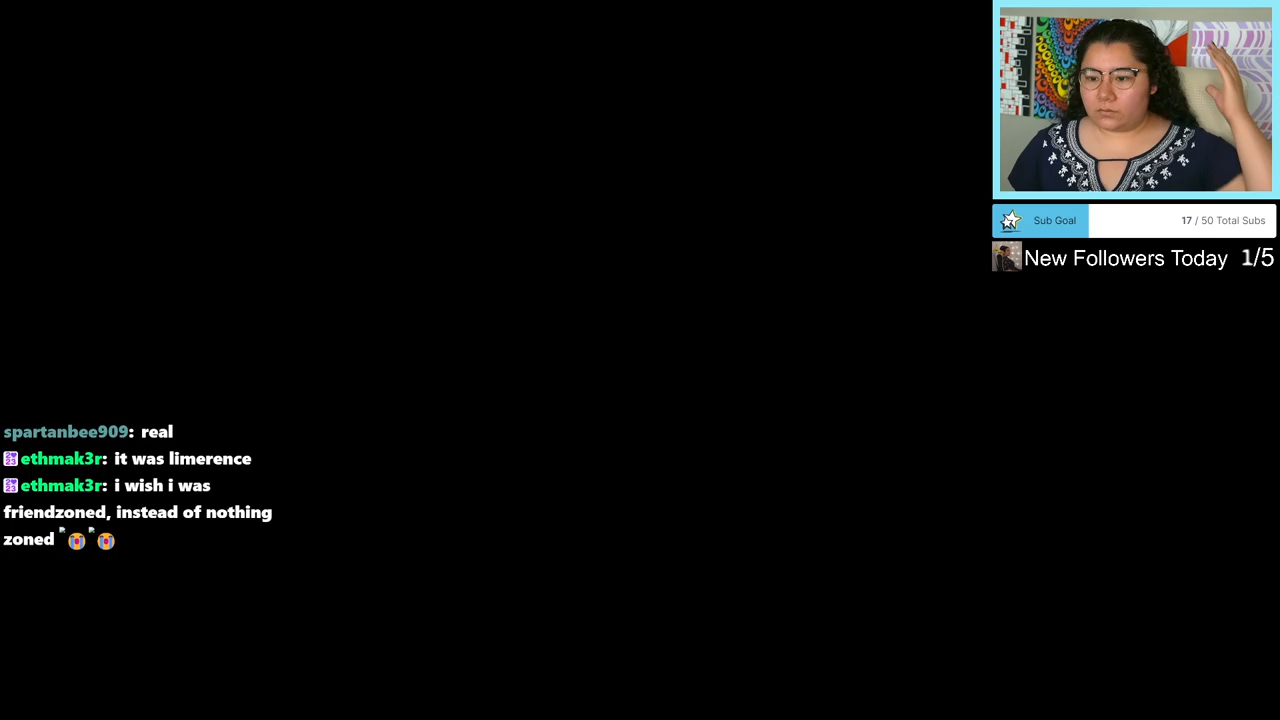 Sub Goal 17 / 50 Total Subs
New Followers Today 1/5
spartanbee909: real
ethmak3r: it was limerence
ethmak3r: i wish i was
friendzoned, instead of nothing
zoned